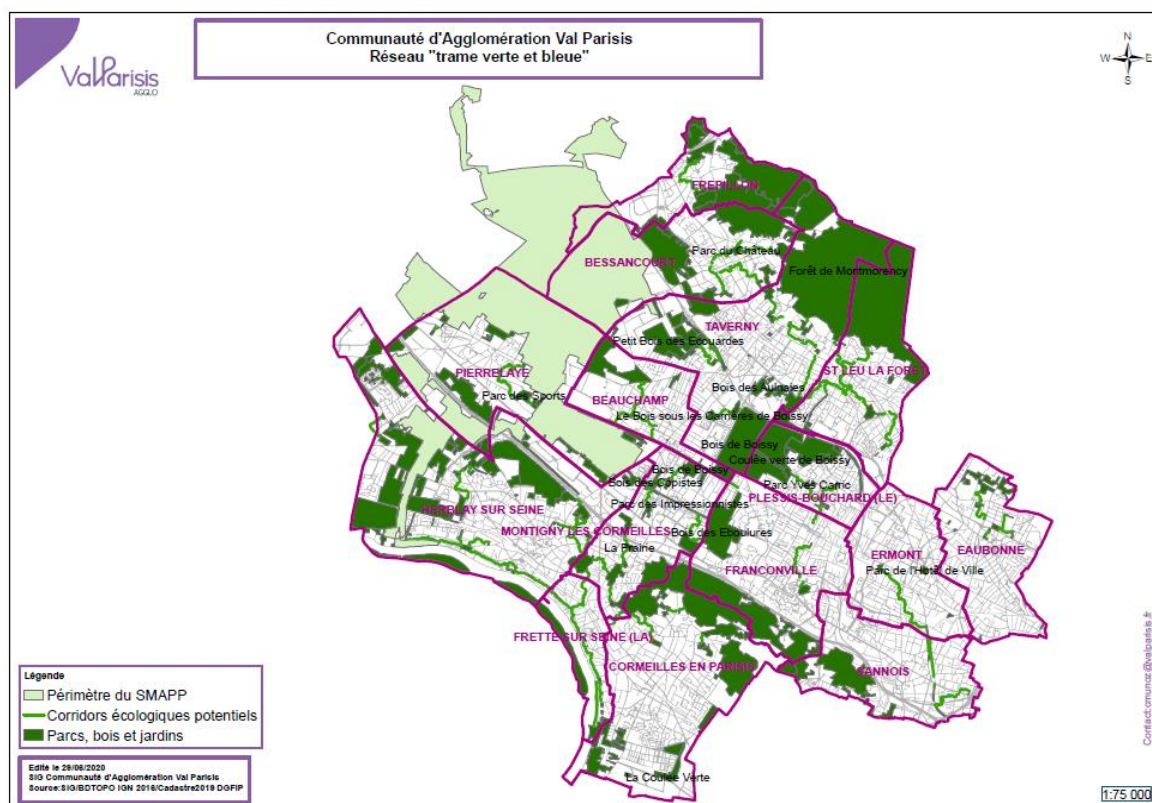 Communauté d'Agglomération Val Parisis
Réseau "trame verte et bleue"
ValParisis
AGGLO
N
W
E
S
FREPILLON
Parc du Château
BESSANCOURT
Forêt de Montmorency
TAVERNY
Petit Bois des Ecouardes
ST LEU LA FORET
PIERRELAYE
Bois des Aulnaies
Parc des Sports
BEAUCHAMP
Le Bois sous les Carrières de Boissy
Bois de Boissy
Coulée verte de Boissy
Bois de Boissy
Bois des Copistes
Parc Yves Carric
PLESSIS-BOUCHARD (LE)
Parc des Impressionnistes
HERBLAY SUR SEINE
MONTIGNY LES CORMEILLES
Bois des Eboulures
La Prairie
ERMONT
EAUBONNE
FRANCONVILLE
Parc de l'Hotel de Ville
FRETTE SUR SEINE (LA)
CORMEILLES EN PARISIS
SANNOIS
La Coulée Verte
Légende
Périmètre du SMAPP
Corridors écologiques potentiels
Parcs, bois et jardins
Edité le 29/06/2020
SIG Communauté d'Agglomération Val Parisis
Source:SIG/BDTOPO IGN 2016/Cadastre2019 DGFIP
Contact:cmunoz@valparisis.fr
1:75 000